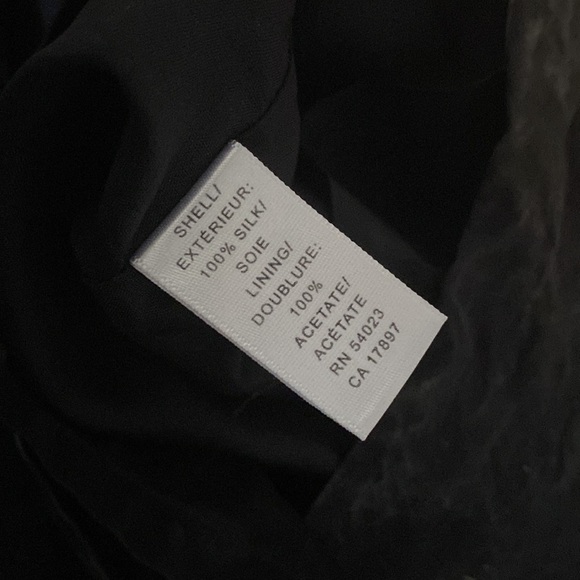 SHELL/
EXTÉRIEUR:
100% SILK/
SOIE
LINING/
DOUBLURE:
100%
ACETATE/
ACÉTATE
RN 54023
CA 17897